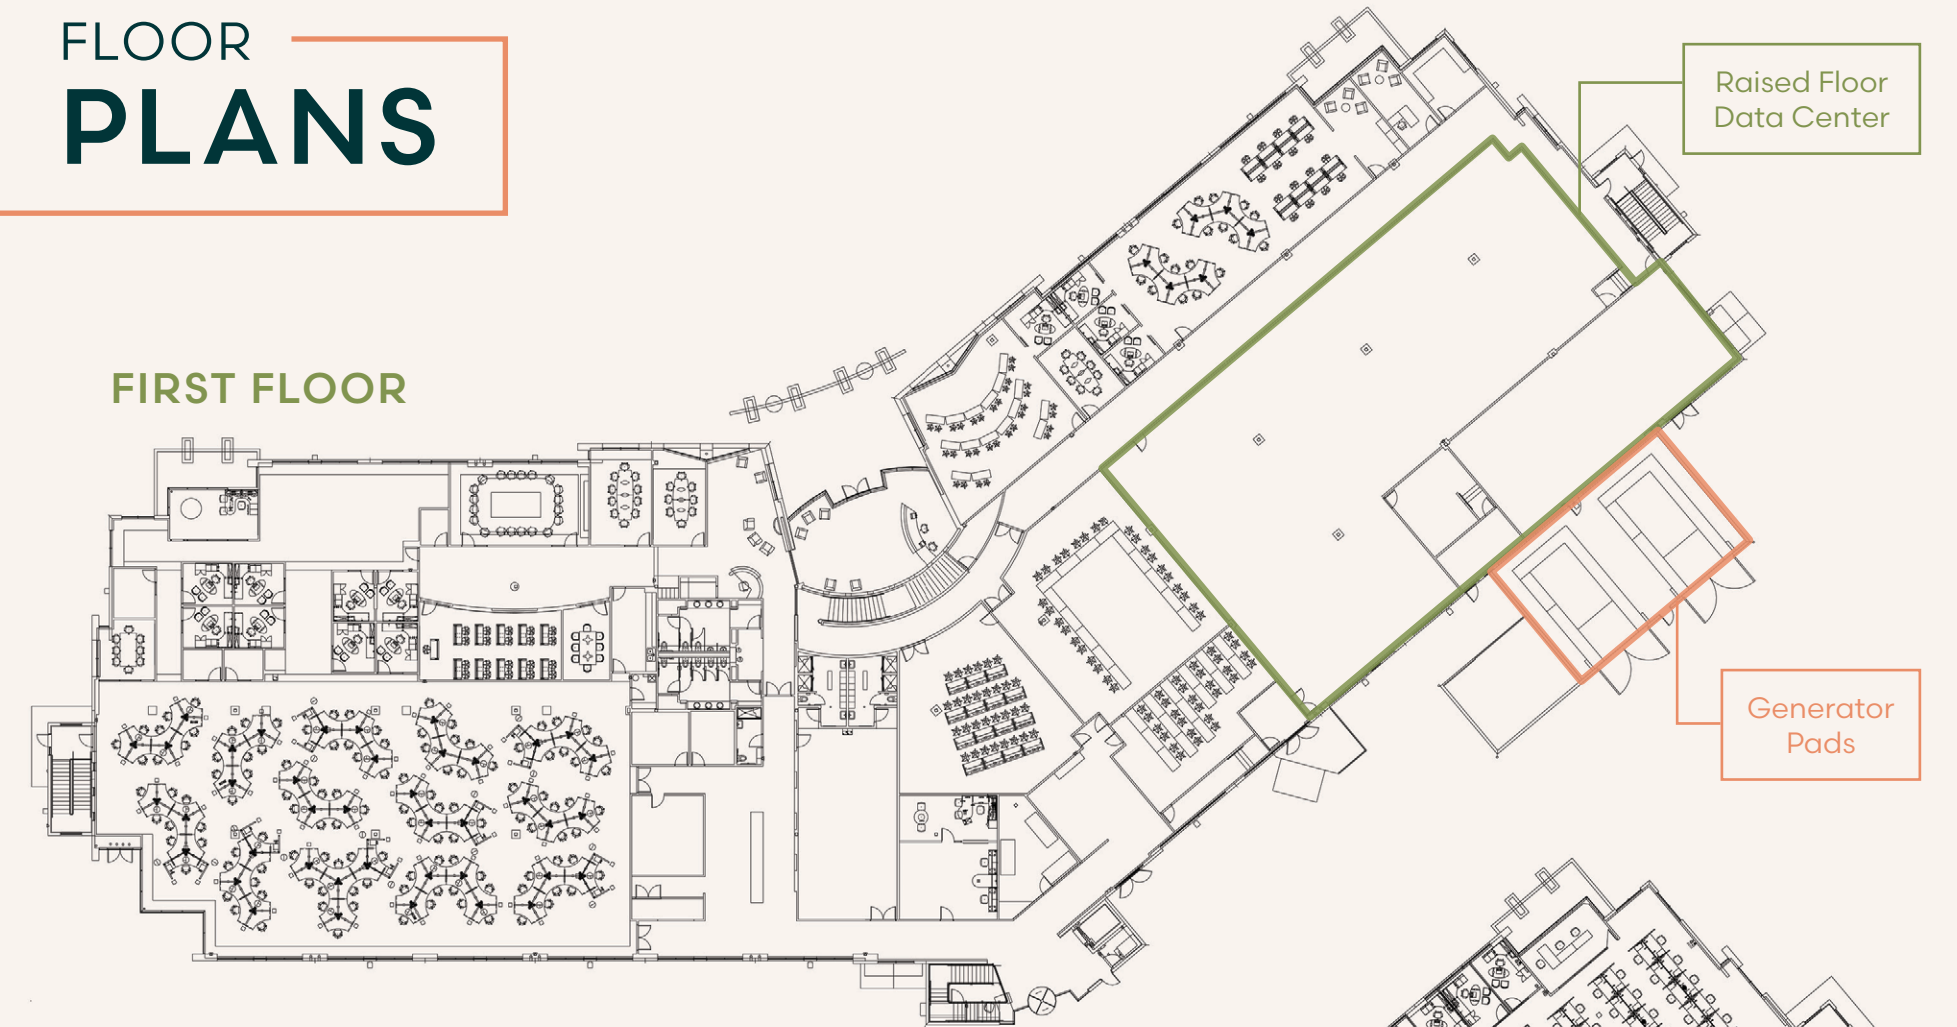 FLOOR
PLANS
Raised Floor
Data Center
FIRST FLOOR
Generator
Pads